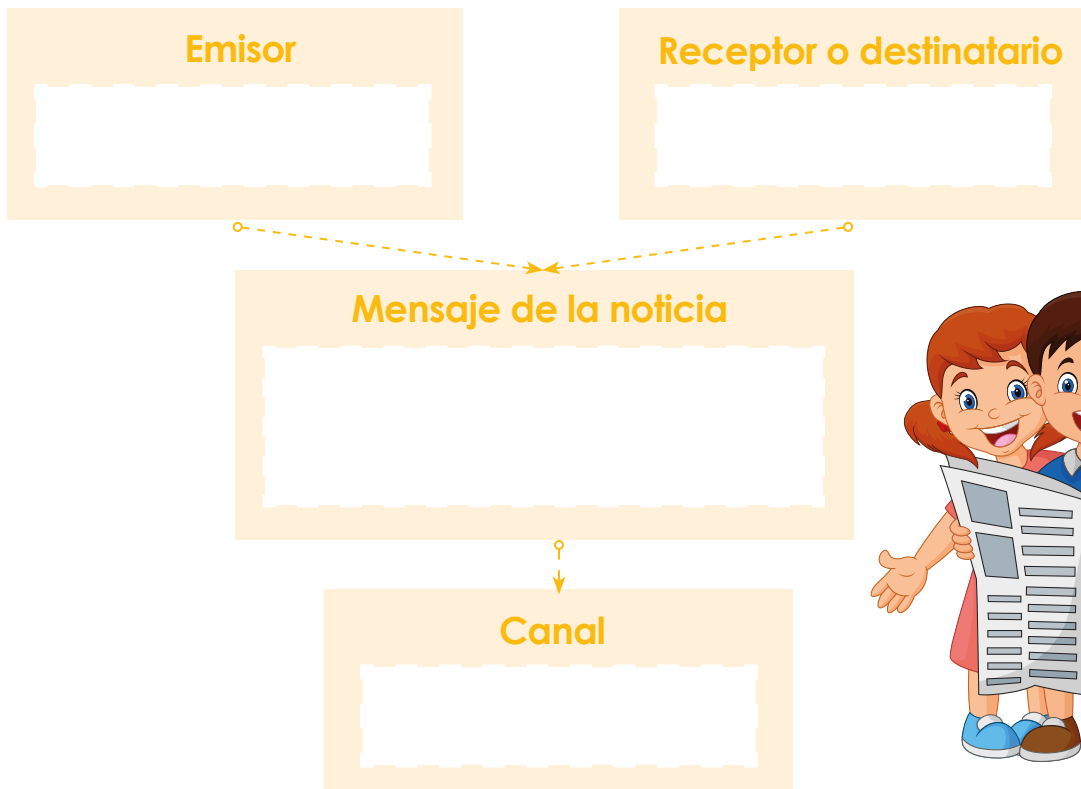 Emisor
Receptor o destinatario
Mensaje de la noticia
Canal